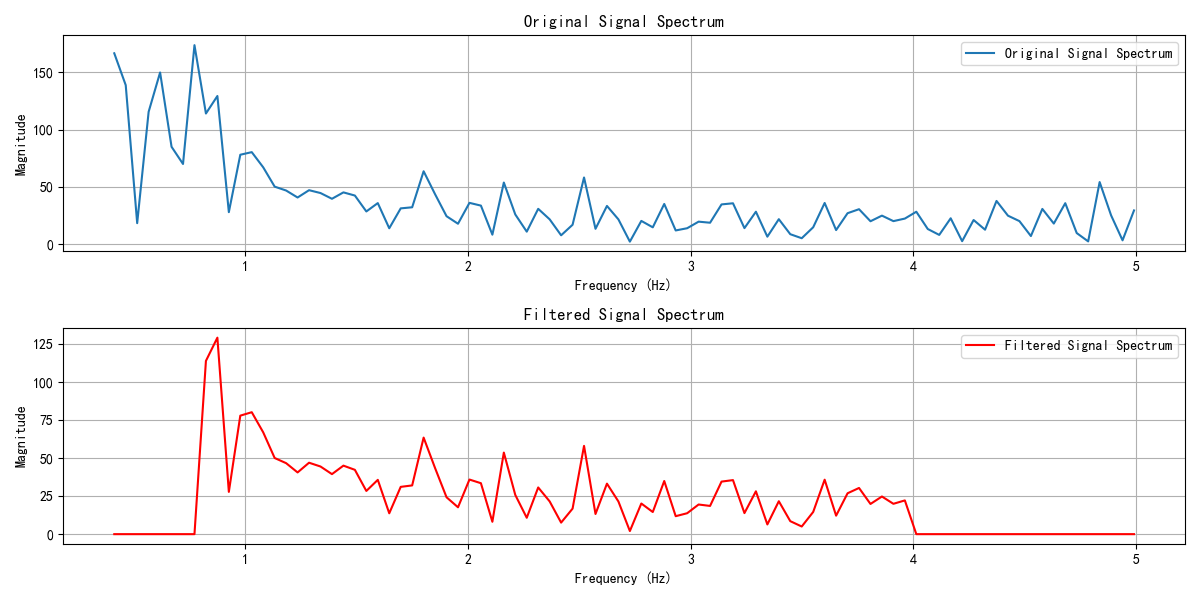 Original Signal Spectrum
Original Signal Spectrum
Magnitude
150
100
50
0
1 2 3 4 5
Frequency (Hz)
Filtered Signal Spectrum
Filtered Signal Spectrum
Magnitude
125
100
75
50
25
0
1 2 3 4 5
Frequency (Hz)